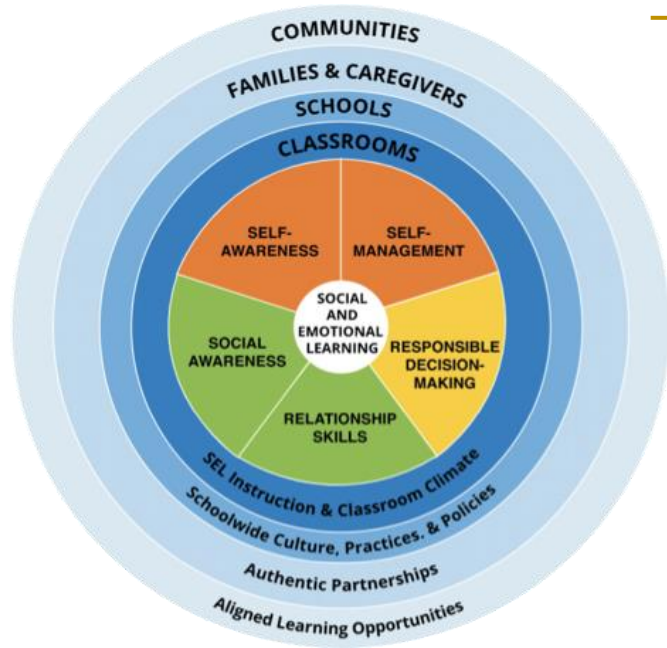 COMMUNITIES
FAMILIES & CAREGIVERS
SCHOOLS
CLASSROOMS
SELF-
AWARENESS
SELF-
MANAGEMENT
SOCIAL
AND
EMOTIONAL
LEARNING
SOCIAL
AWARENESS
RESPONSIBLE
DECISION-
MAKING
RELATIONSHIP
SKILLS
SEL Instruction & Classroom Climate
Schoolwide Culture, Practices. & Policies
Authentic Partnerships
Aligned Learning Opportunities